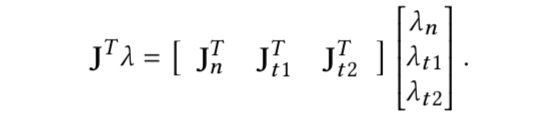 J^T λ = [ J_n^T J_{t1}^T J_{t2}^T ] [ λ_n
λ_{t1}
λ_{t2} ] .